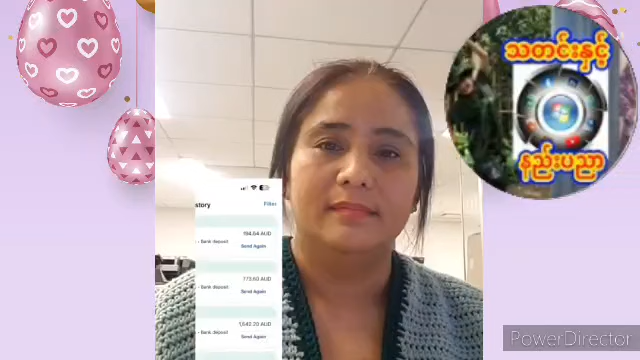 သတင်းနှင့်
နည်းပညာ
story
Filter
194.64 AUD
- Bank deposit
Send Again
173.60 AUD
- Bank deposit
Send Again
1,640.20 AUD
- Bank deposit
Send Again
PowerDirector